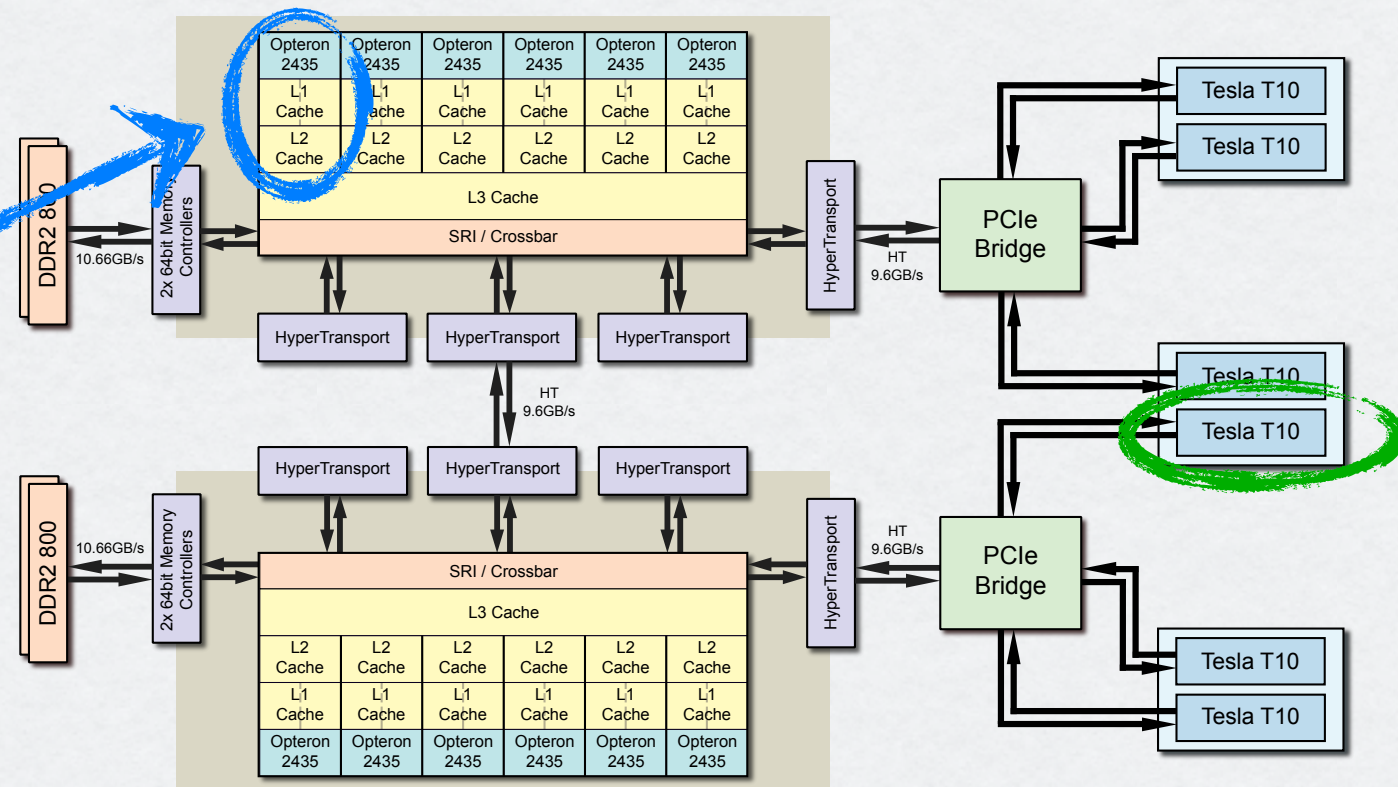 Opteron 2435
Opteron 2435
Opteron 2435
Opteron 2435
Opteron 2435
Opteron 2435
L1 Cache
L1 Cache
L1 Cache
L1 Cache
L1 Cache
L1 Cache
L2 Cache
L2 Cache
L2 Cache
L2 Cache
L2 Cache
L2 Cache
L3 Cache
SRI / Crossbar
DDR2 800
10.66GB/s
2x 64bit Memory
Controllers
HyperTransport
HT
9.6GB/s
PCIe
Bridge
Tesla T10
Tesla T10
HyperTransport
HyperTransport
HyperTransport
HT
9.6GB/s
Tesla T10
Tesla T10
HyperTransport
HyperTransport
HyperTransport
DDR2 800
10.66GB/s
2x 64bit Memory
Controllers
SRI / Crossbar
L3 Cache
L2 Cache
L2 Cache
L2 Cache
L2 Cache
L2 Cache
L2 Cache
L1 Cache
L1 Cache
L1 Cache
L1 Cache
L1 Cache
L1 Cache
Opteron 2435
Opteron 2435
Opteron 2435
Opteron 2435
Opteron 2435
Opteron 2435
HyperTransport
HT
9.6GB/s
PCIe
Bridge
Tesla T10
Tesla T10